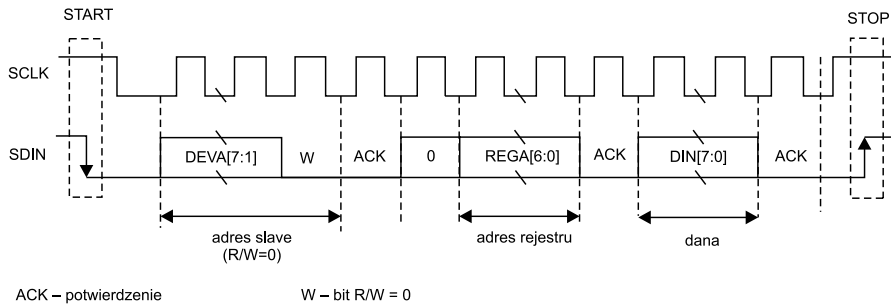 START
STOP
SCLK
SDIN
DEVA[7:1]
W
ACK
0
REGA[6:0]
ACK
DIN[7:0]
ACK
adres slave
(R/W=0)
adres rejestru
dana
ACK – potwierdzenie
W – bit R/W = 0